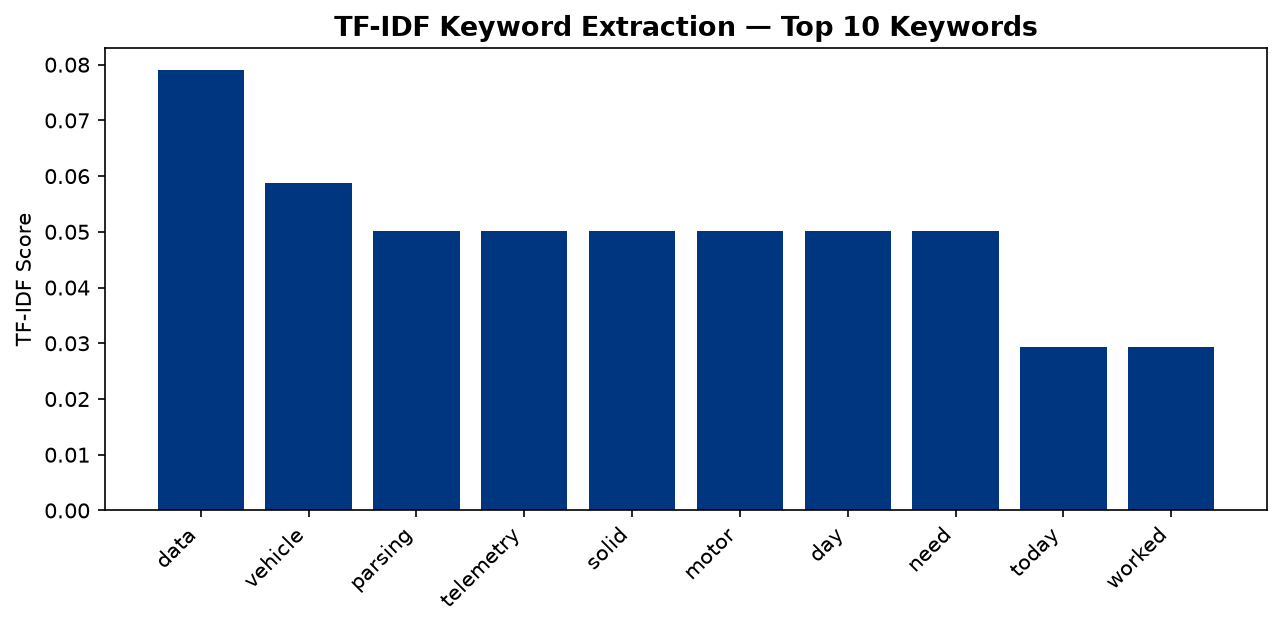 TF-IDF Keyword Extraction — Top 10 Keywords
TF-IDF Score
0.08
0.07
0.06
0.05
0.04
0.03
0.02
0.01
0.00
data
vehicle
parsing
telemetry
solid
motor
day
need
today
worked